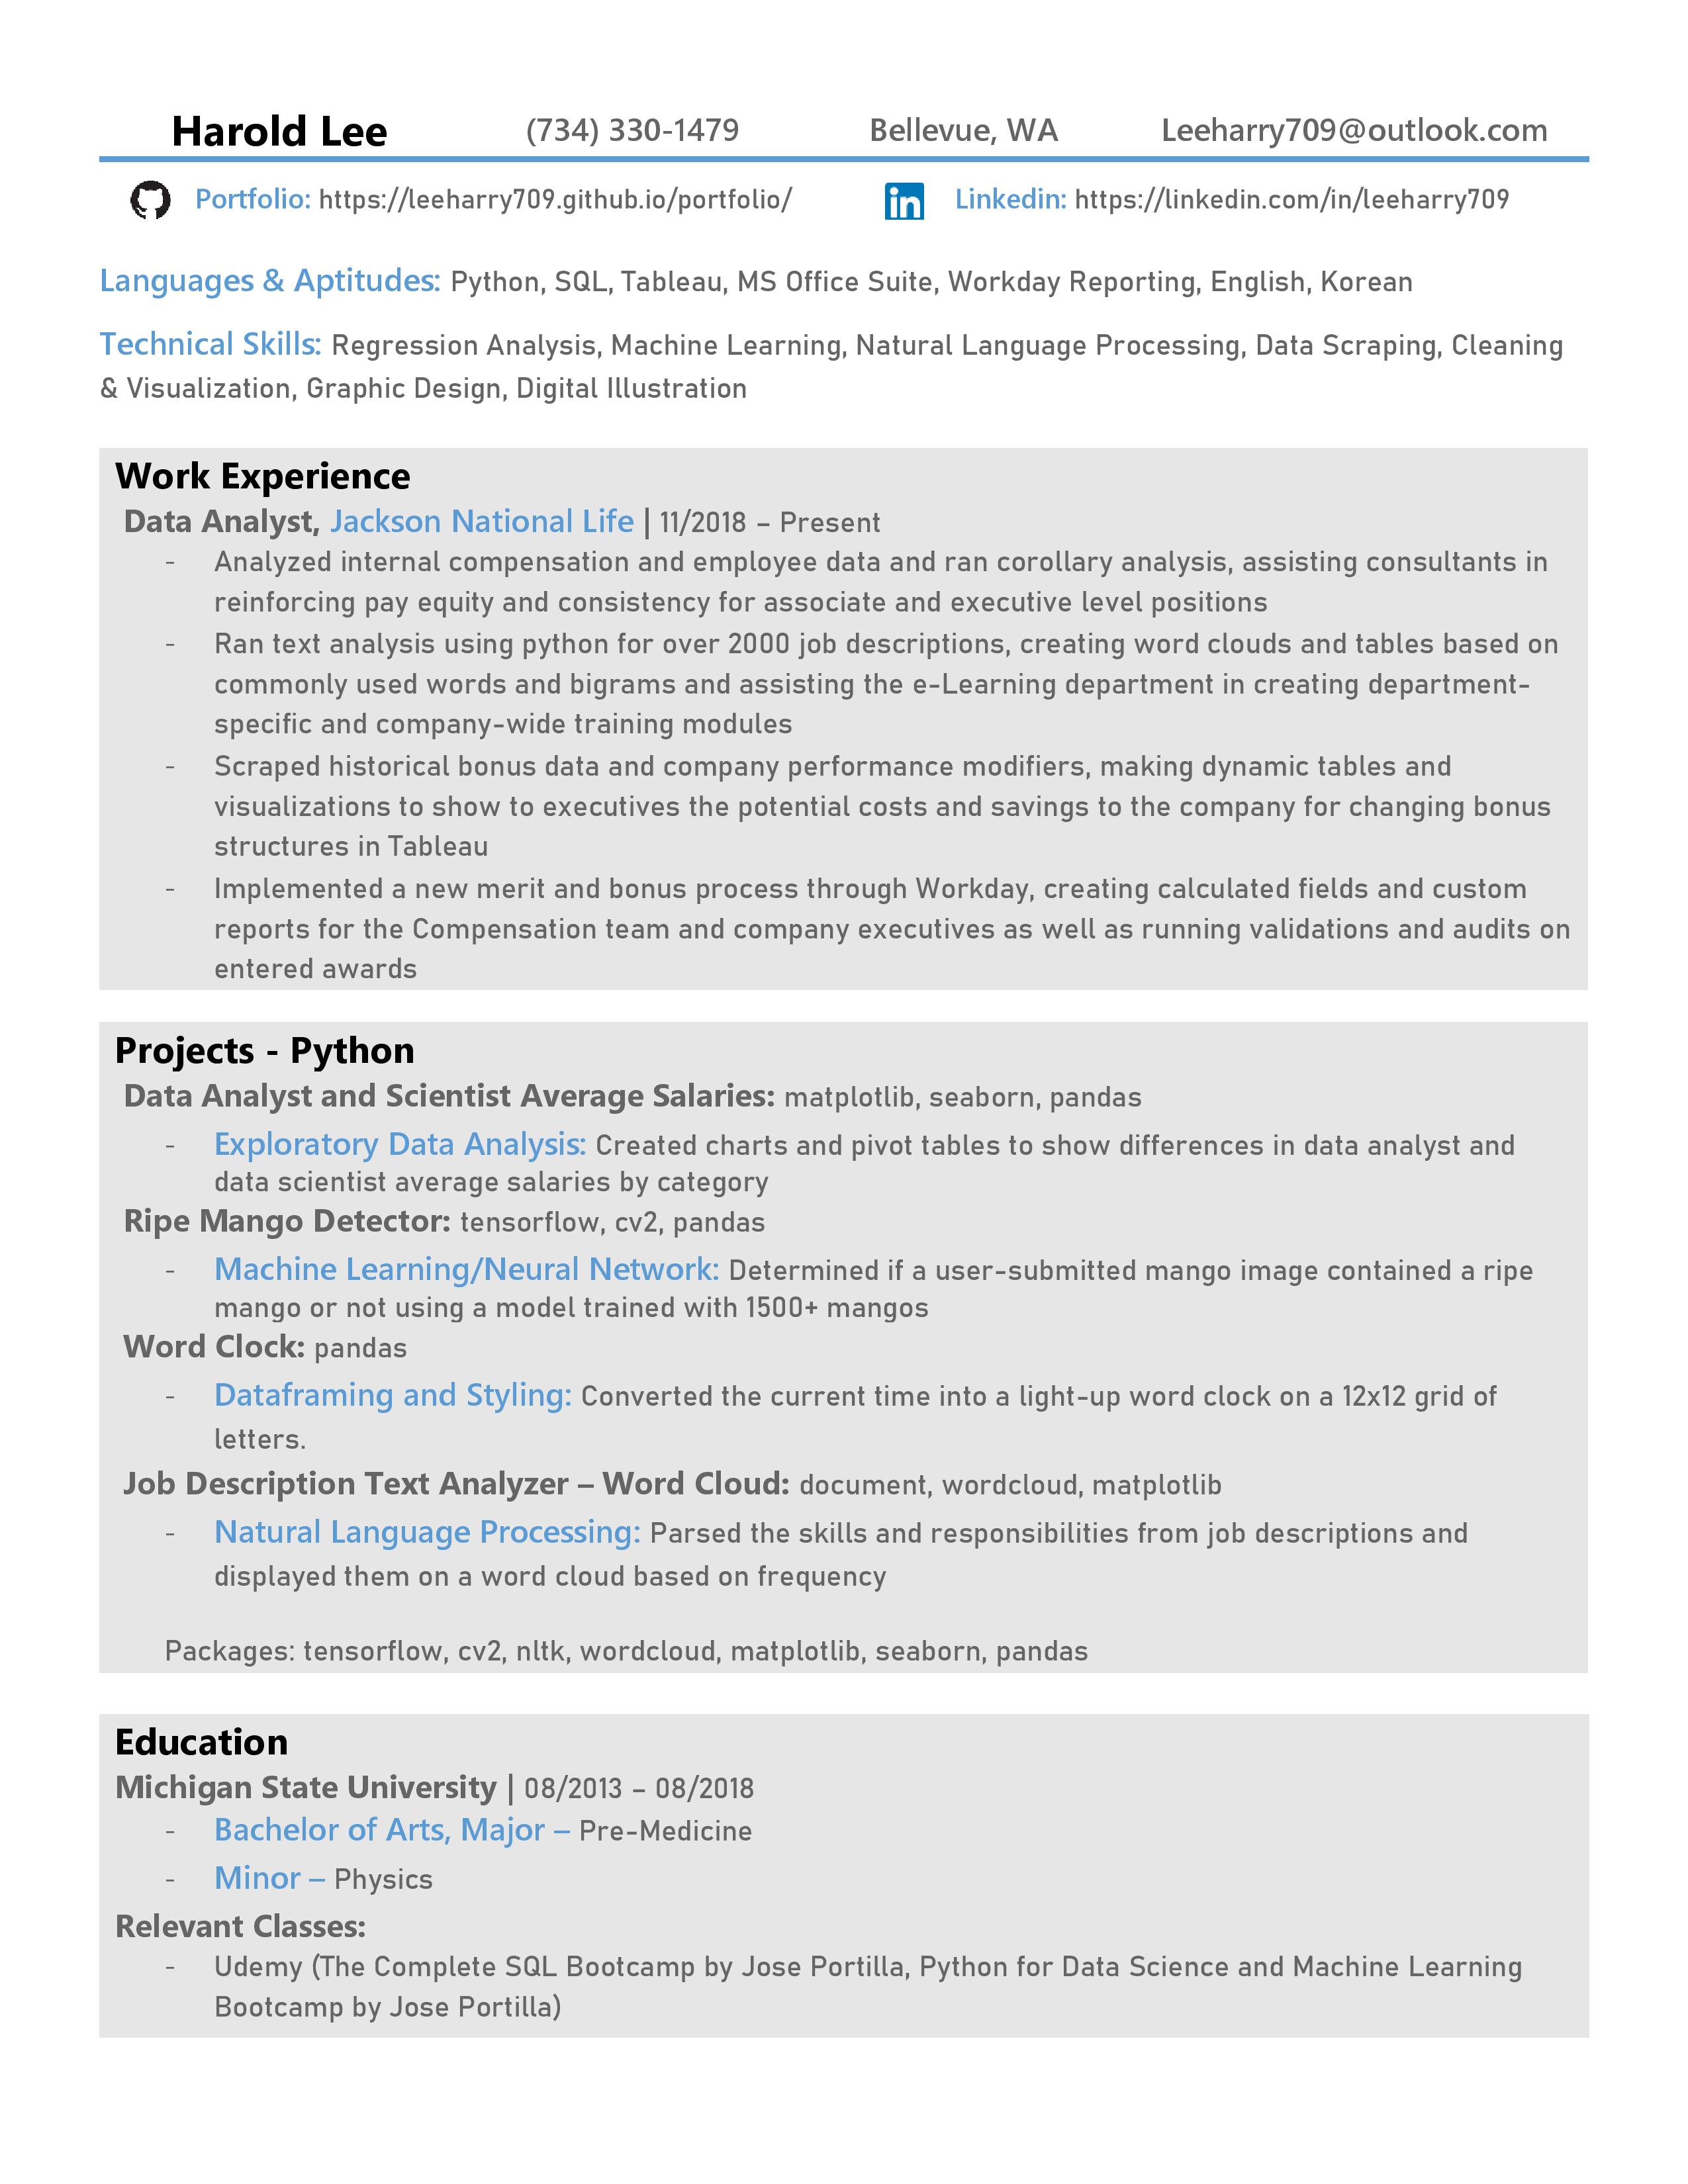 Harold Lee (734) 330-1479 Bellevue, WA Leeharry709@outlook.com
Portfolio: https://leeharry709.github.io/portfolio/ Linkedin: https://linkedin.com/in/leeharry709
Languages & Aptitudes: Python, SQL, Tableau, MS Office Suite, Workday Reporting, English, Korean
Technical Skills: Regression Analysis, Machine Learning, Natural Language Processing, Data Scraping, Cleaning
& Visualization, Graphic Design, Digital Illustration
Work Experience
Data Analyst, Jackson National Life | 11/2018 – Present
- Analyzed internal compensation and employee data and ran corollary analysis, assisting consultants in
reinforcing pay equity and consistency for associate and executive level positions
- Ran text analysis using python for over 2000 job descriptions, creating word clouds and tables based on
commonly used words and bigrams and assisting the e-Learning department in creating department-
specific and company-wide training modules
- Scraped historical bonus data and company performance modifiers, making dynamic tables and
visualizations to show to executives the potential costs and savings to the company for changing bonus
structures in Tableau
- Implemented a new merit and bonus process through Workday, creating calculated fields and custom
reports for the Compensation team and company executives as well as running validations and audits on
entered awards
Projects - Python
Data Analyst and Scientist Average Salaries: matplotlib, seaborn, pandas
- Exploratory Data Analysis: Created charts and pivot tables to show differences in data analyst and
data scientist average salaries by category
Ripe Mango Detector: tensorflow, cv2, pandas
- Machine Learning/Neural Network: Determined if a user-submitted mango image contained a ripe
mango or not using a model trained with 1500+ mangos
Word Clock: pandas
- Dataframing and Styling: Converted the current time into a light-up word clock on a 12x12 grid of
letters.
Job Description Text Analyzer – Word Cloud: document, wordcloud, matplotlib
- Natural Language Processing: Parsed the skills and responsibilities from job descriptions and
displayed them on a word cloud based on frequency
Packages: tensorflow, cv2, nltk, wordcloud, matplotlib, seaborn, pandas
Education
Michigan State University | 08/2013 – 08/2018
- Bachelor of Arts, Major – Pre-Medicine
- Minor – Physics
Relevant Classes:
- Udemy (The Complete SQL Bootcamp by Jose Portilla, Python for Data Science and Machine Learning
Bootcamp by Jose Portilla)